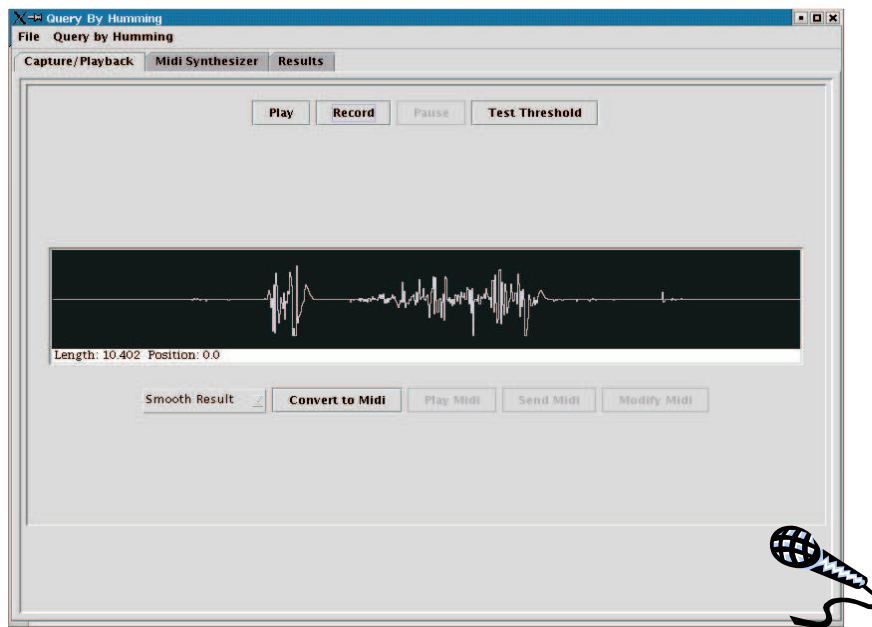 Query By Humming
File Query by Humming
Capture/Playback Midi Synthesizer Results
Play Record Pause Test Threshold
Length: 10.402 Position: 0.0
Smooth Result Convert to Midi Play Midi Send Midi Modify Midi